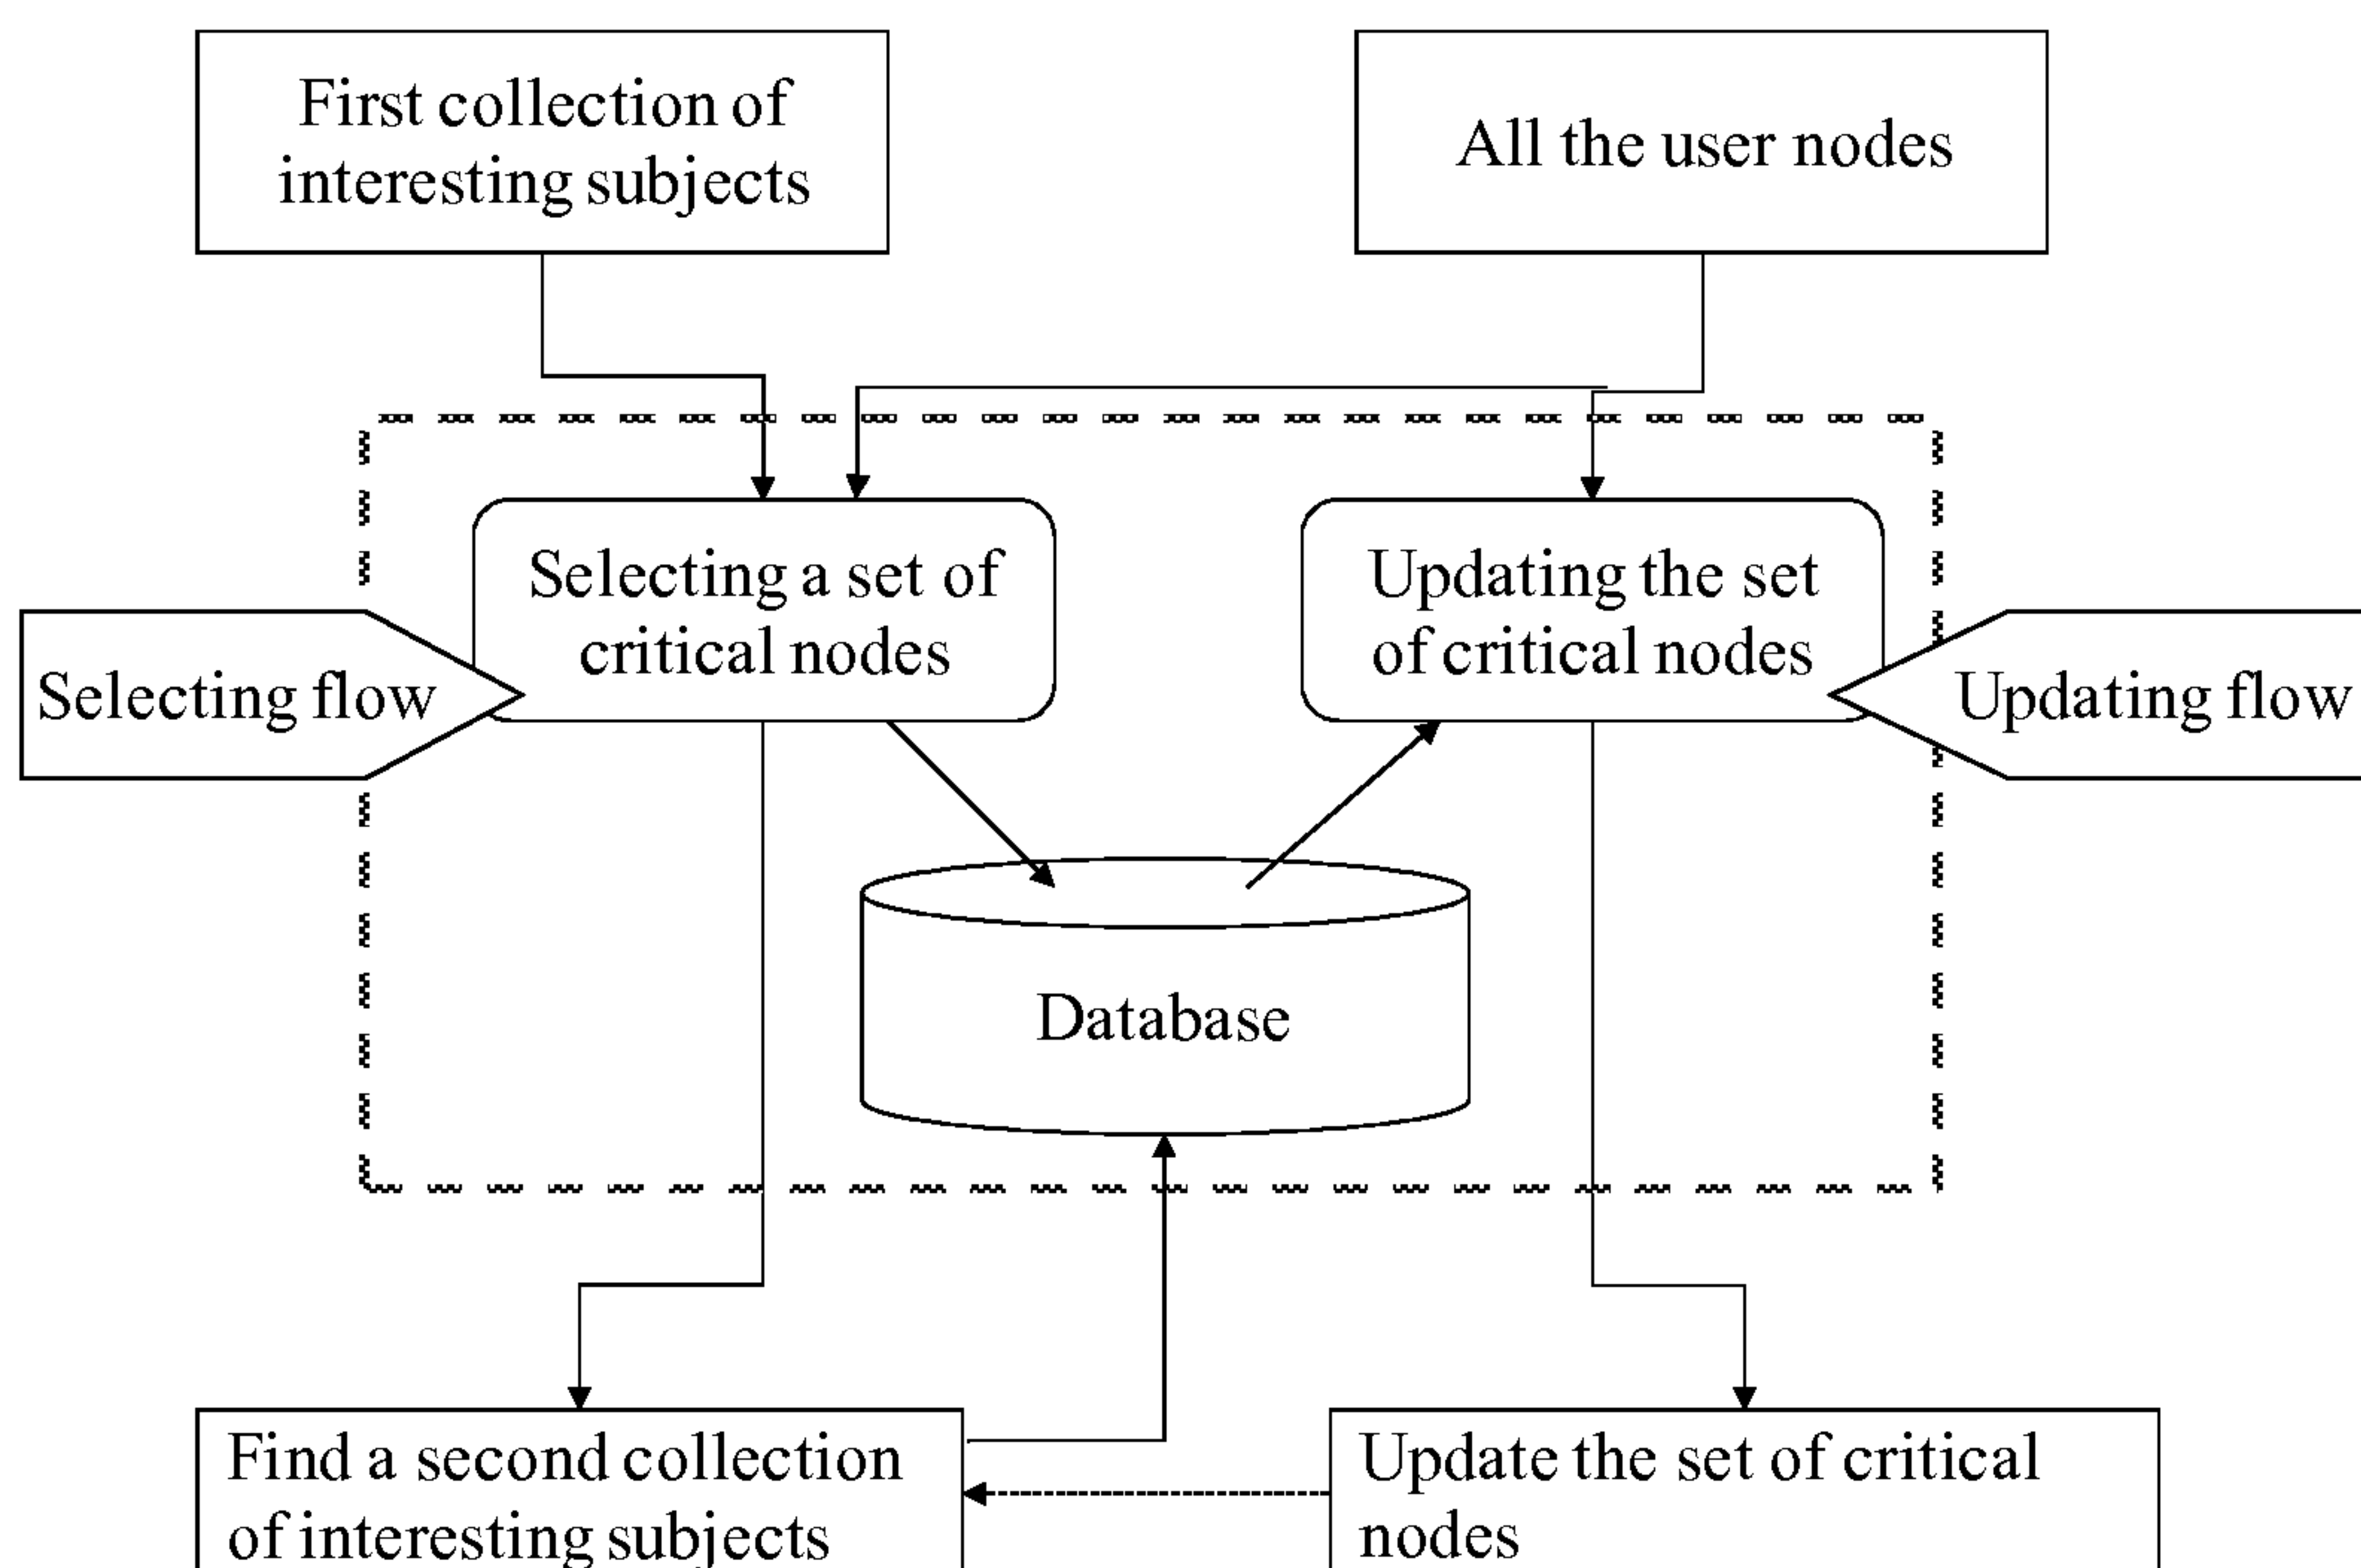 First collection of
interesting subjects
All the user nodes
Selecting a set of
critical nodes
Updating the set
of critical nodes
Selecting flow
Updating flow
Database
Find a second collection
of interesting subjects
Update the set of critical
nodes